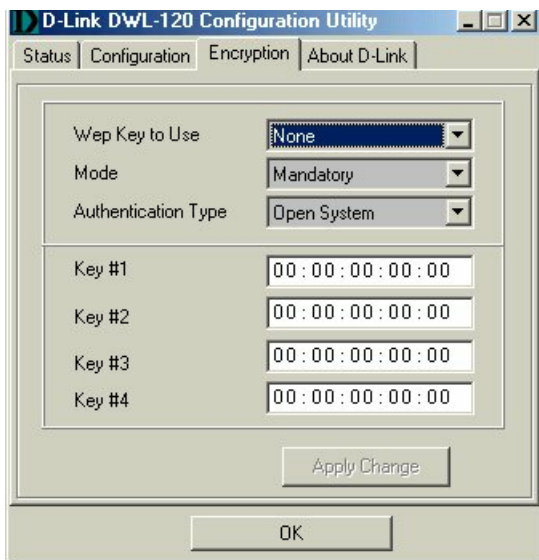 D-Link DWL-120 Configuration Utility
Status Configuration Encryption About D-Link
Wep Key to Use None
Mode Mandatory
Authentication Type Open System
Key #1 00:00:00:00:00
Key #2 00:00:00:00:00
Key #3 00:00:00:00:00
Key #4 00:00:00:00:00
Apply Change
OK